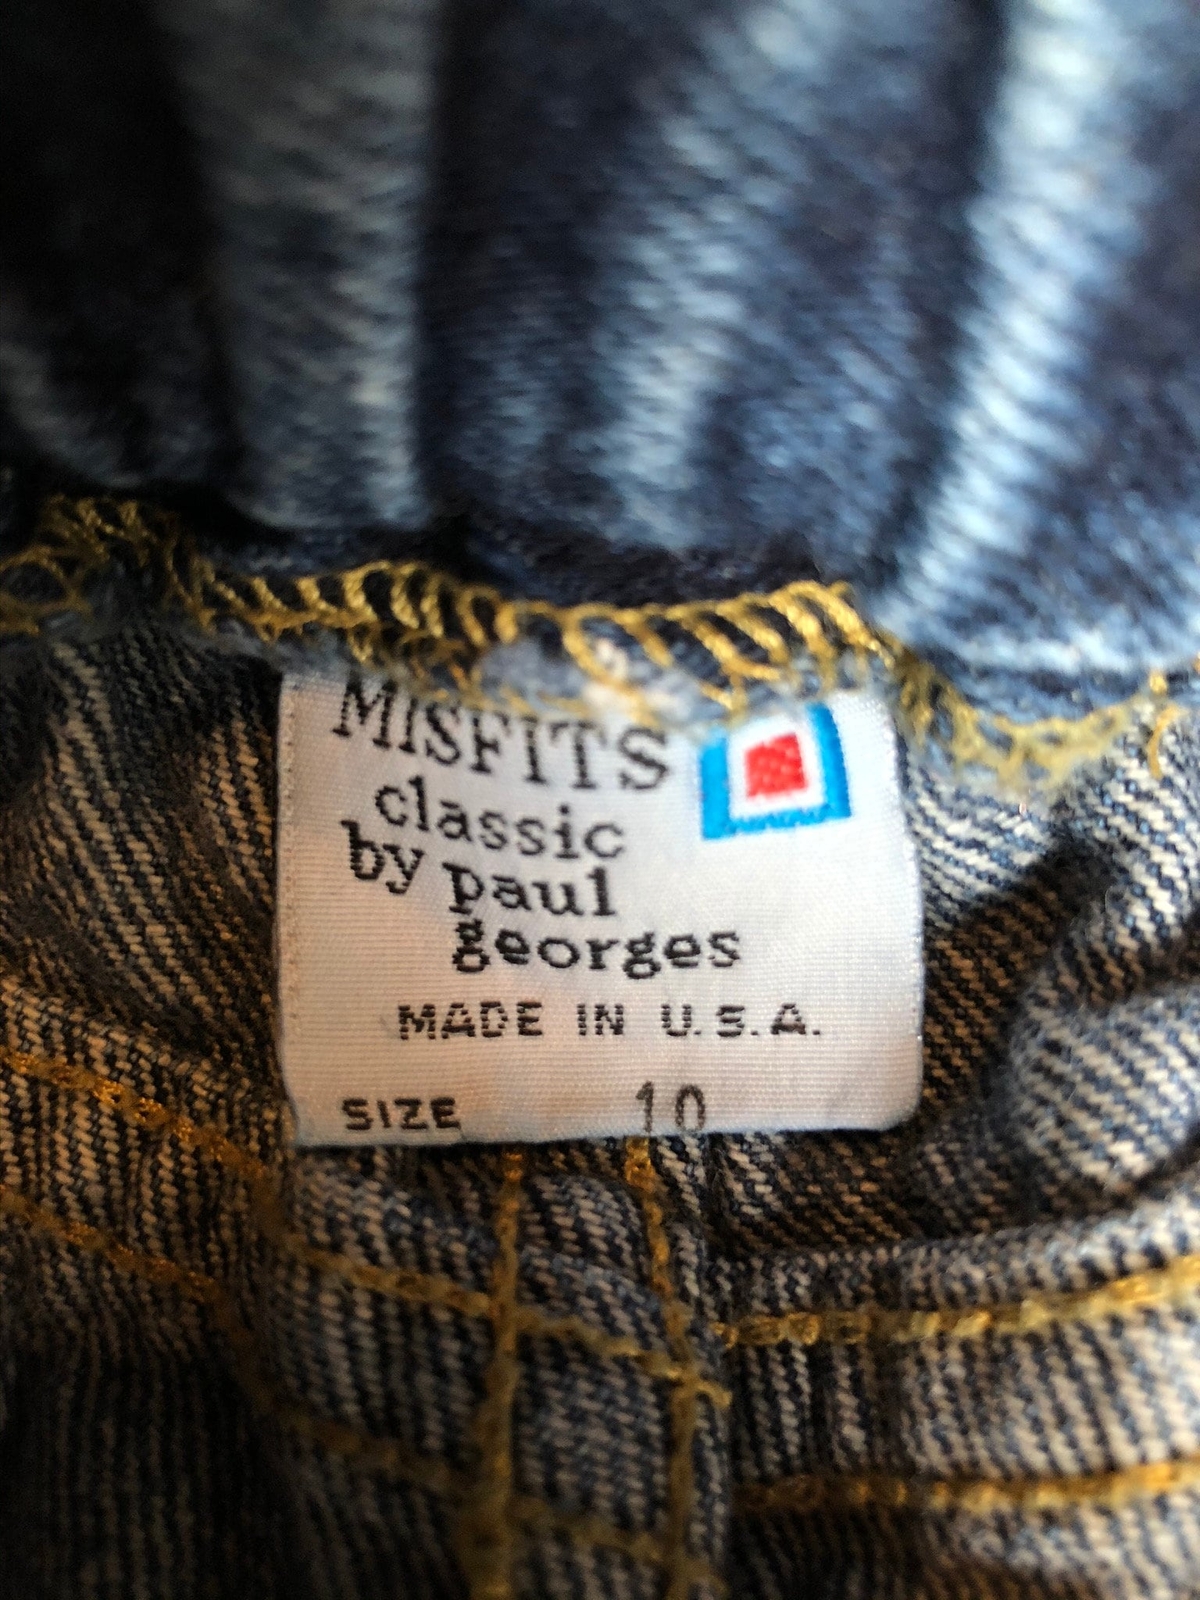 MISFITS
classic
by paul
georges
MADE IN U.S.A.
SIZE 10